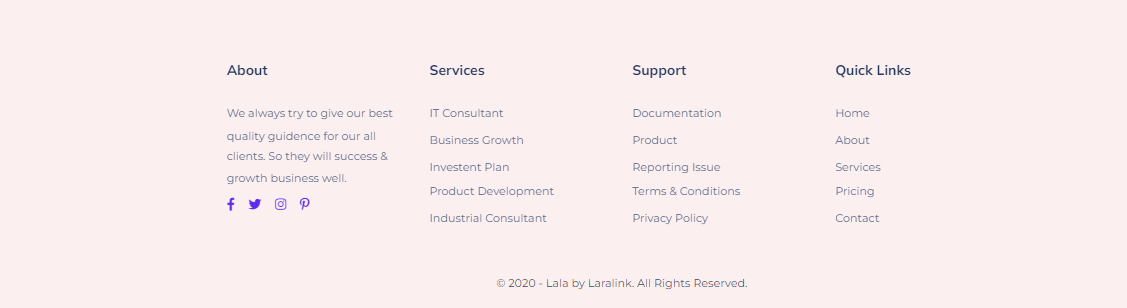 About
We always try to give our best
quality guidence for our all
clients. So they will success &
growth business well.
Services
IT Consultant
Business Growth
Investent Plan
Product Development
Industrial Consultant
Support
Documentation
Product
Reporting Issue
Terms & Conditions
Privacy Policy
Quick Links
Home
About
Services
Pricing
Contact
© 2020 - Lala by Laralink. All Rights Reserved.